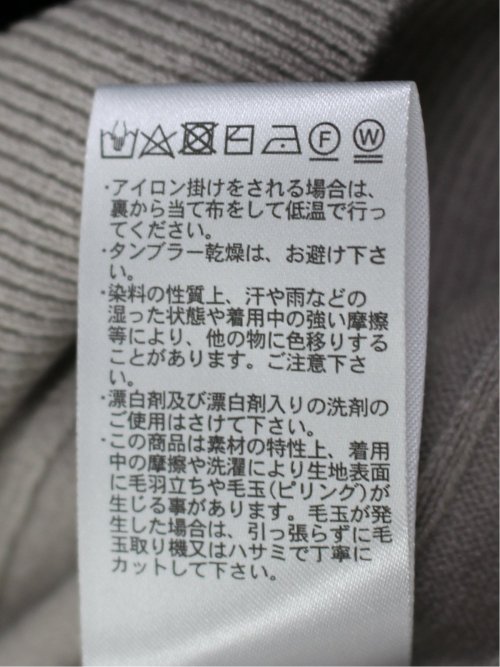 F W
・アイロン掛けをされる場合は、
裏から当て布をして低温で行っ
てください。
・タンブラー乾燥は、お避け下さ
い。
・染料の性質上、汗や雨などの
湿った状態や着用中の強い摩擦
等により、他の物に色移りする
ことがあります。ご注意下さ
い。
・漂白剤及び漂白剤入りの洗剤の
ご使用はさけて下さい。
・この商品は素材の特性上、着用
中の摩擦や洗濯により生地表面
に毛羽立ちや毛玉(ピリング)が
生じる事があります。毛玉が発
生した場合は、引っ張らずに毛
玉取り機又はハサミで丁寧に
カットして下さい。